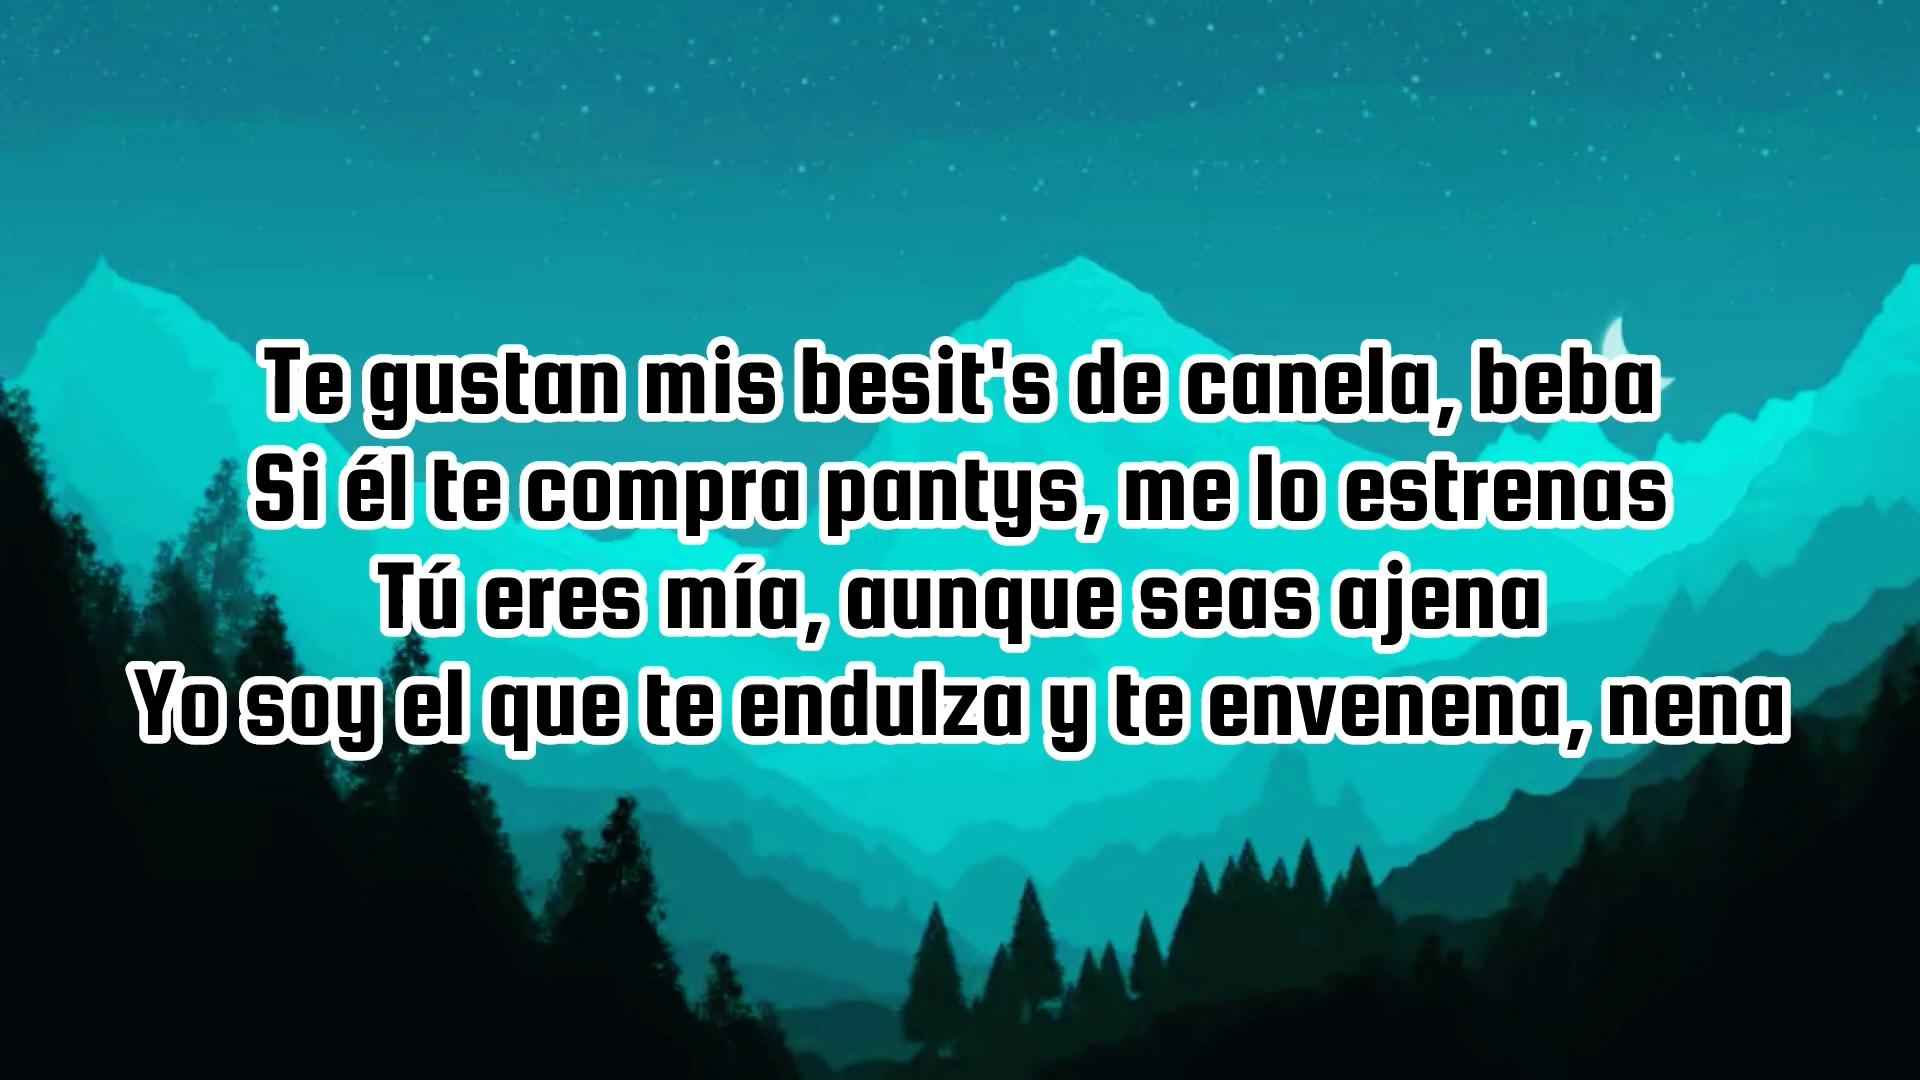 Te gustan mis besit's de canela, beba
Si él te compra pantys, me lo estrenas
Tú eres mía, aunque seas ajena
Yo soy el que te endulza y te envenena, nena